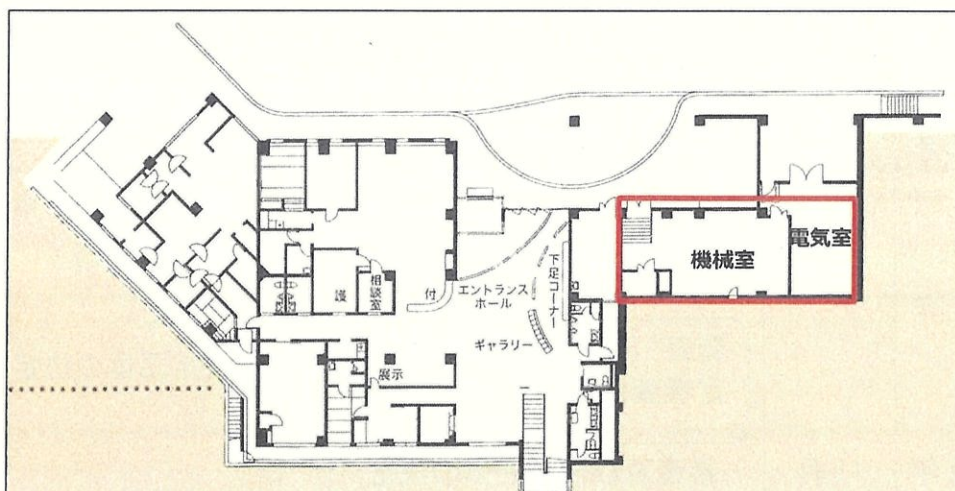 電気室
機械室
下足コーナー
エントランス
ホール
相談室
護
付
ギャラリー
展示